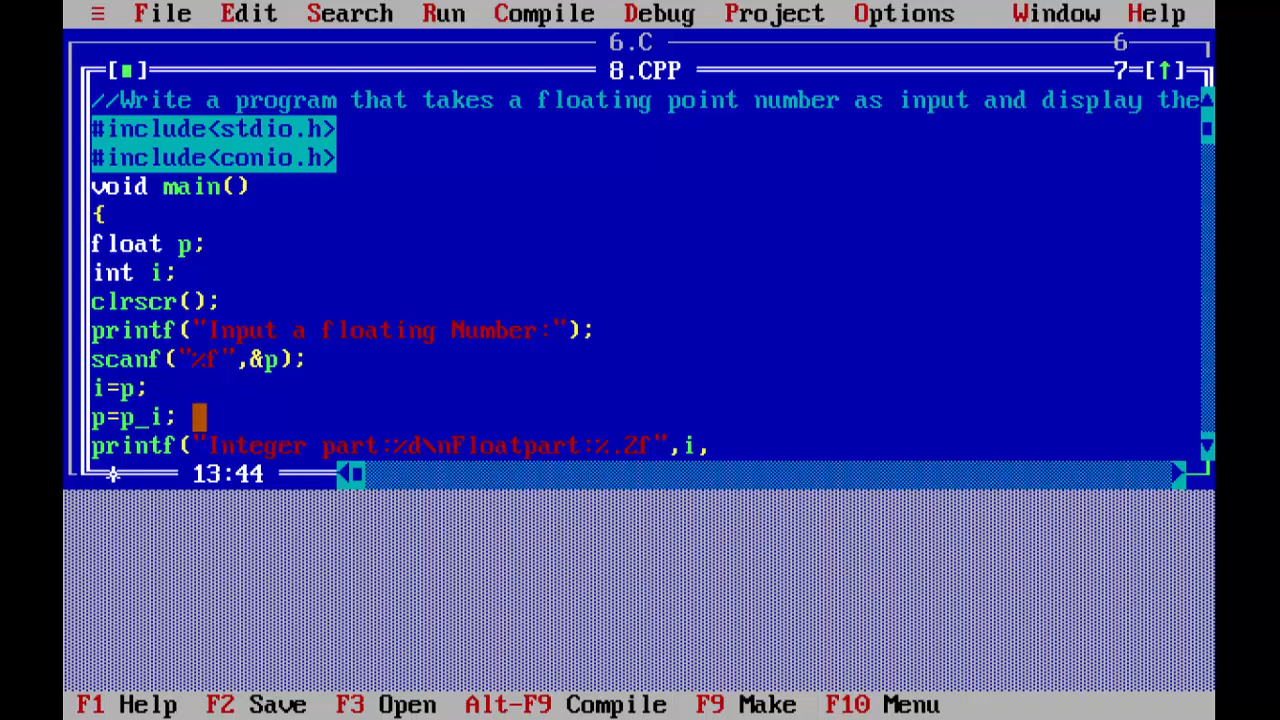 ≡ File Edit Search Run Compile Debug Project Options Window Help
6.C 6
[■] 8.CPP 7=[↑]
//Write a program that takes a floating point number as input and display the
#include<stdio.h>
#include<conio.h>
void main()
{
float p;
int i;
clrscr();
printf("Input a floating Number:");
scanf("%f",&p);
i=p;
p=p_i;
printf("Integer part:%d\nFloatpart:%.2f",i,
13:44
F1 Help F2 Save F3 Open Alt-F9 Compile F9 Make F10 Menu